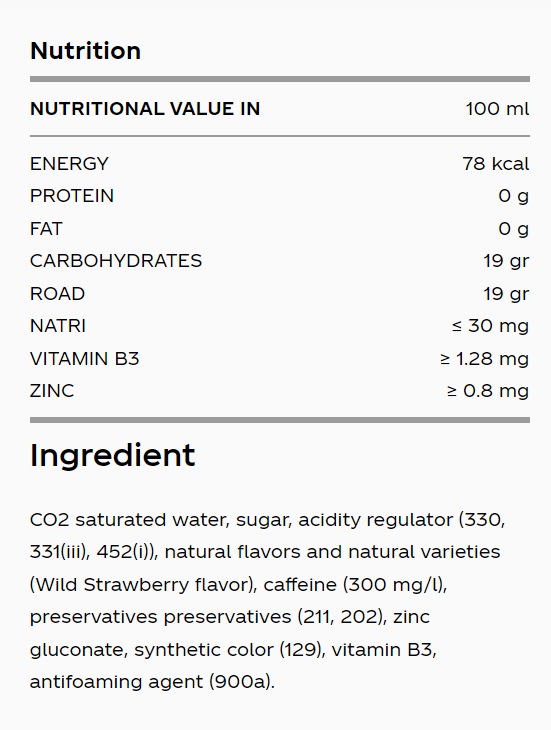 Nutrition
NUTRITIONAL VALUE IN 100 ml
ENERGY 78 kcal
PROTEIN 0 g
FAT 0 g
CARBOHYDRATES 19 gr
ROAD 19 gr
NATRI ≤ 30 mg
VITAMIN B3 ≥ 1.28 mg
ZINC ≥ 0.8 mg
Ingredient
CO2 saturated water, sugar, acidity regulator (330,
331(iii), 452(i)), natural flavors and natural varieties
(Wild Strawberry flavor), caffeine (300 mg/l),
preservatives preservatives (211, 202), zinc
gluconate, synthetic color (129), vitamin B3,
antifoaming agent (900a).